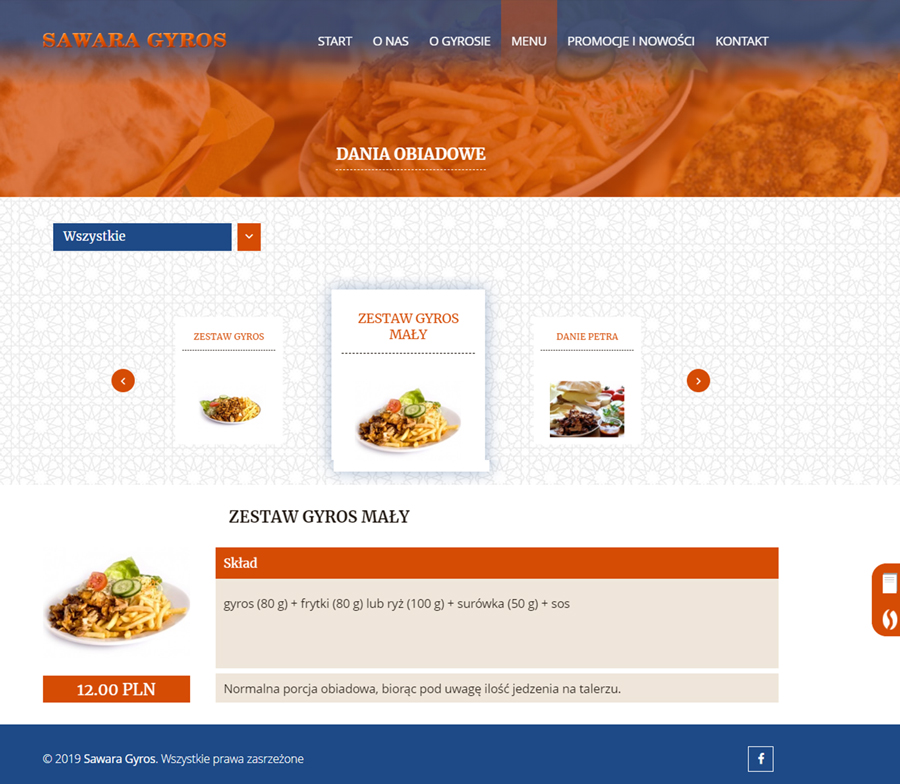 SAWARA GYROS
START O NAS O GYROSIE MENU PROMOCJE I NOWOŚCI KONTAKT
DANIA OBIADOWE
Wszystkie
ZESTAW GYROS
ZESTAW GYROS
MAŁY
DANIE PETRA
ZESTAW GYROS MAŁY
Skład
gyros (80 g) + frytki (80 g) lub ryż (100 g) + surówka (50 g) + sos
12.00 PLN
Normalna porcja obiadowa, biorąc pod uwagę ilość jedzenia na talerzu.
© 2019 Sawara Gyros. Wszystkie prawa zasrzeżone